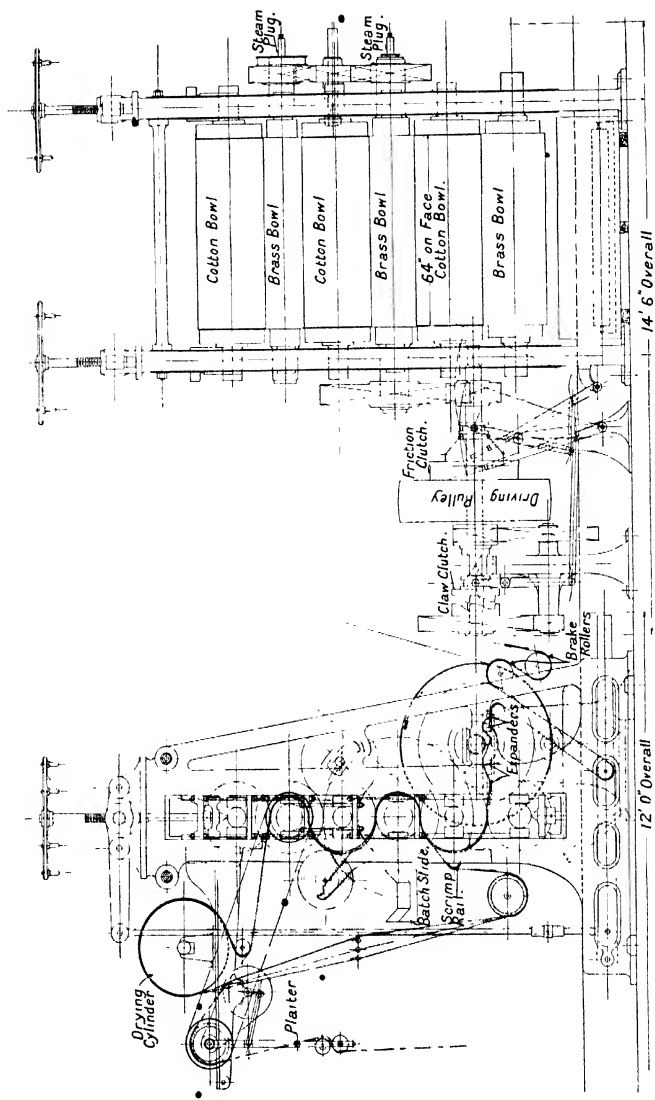 Steam
Plug.
Steam
Plug.
Cotton Bowl
Brass Bowl
Cotton Bowl
Brass Bowl
64" on Face
Cotton Bowl.
Brass Bowl
Friction
Clutch.
Driving Pulley
Claw Clutch.
14' 6" Overall
Drying
Cylinder
Plaiter
Batch Slide.
Scrimp
Rail.
Expanders
Brake
Rollers
12' 0" Overall